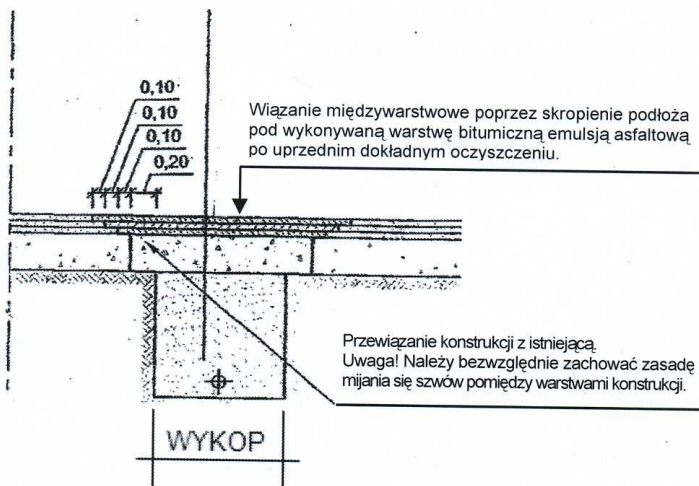 0,10
0,10
0,10
0,20
Wiązanie międzywarstwowe poprzez skropienie podłoża
pod wykonywaną warstwę bitumiczną emulsją asfaltową
po uprzednim dokładnym oczyszczeniu.
Przewiązanie konstrukcji z istniejącą.
Uwaga! Należy bezwzględnie zachować zasadę
mijania się szwów pomiędzy warstwami konstrukcji.
WYKOP